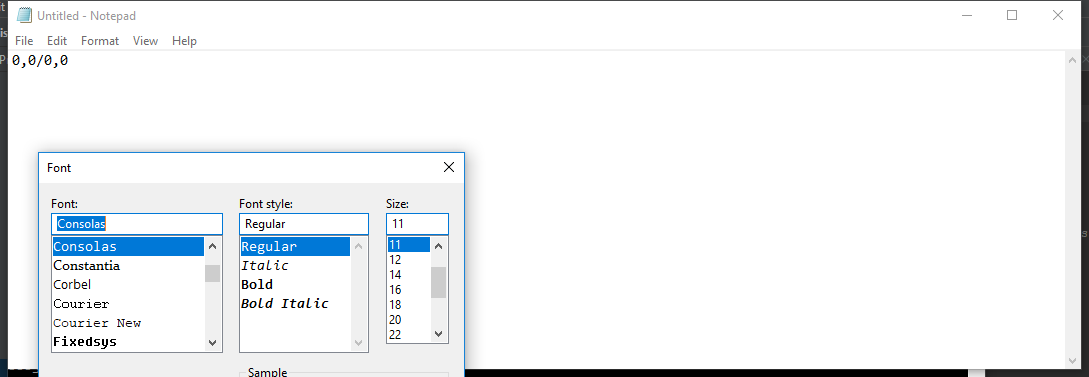 Untitled - Notepad
File Edit Format View Help
0,0/0,0
Font
Font: Font style: Size:
Consolas Regular 11
Consolas Regular 11
Constantia Italic 12
Corbel Bold 14
Courier Bold Italic 16
Courier New 18
Fixedsys 20
22
Sample